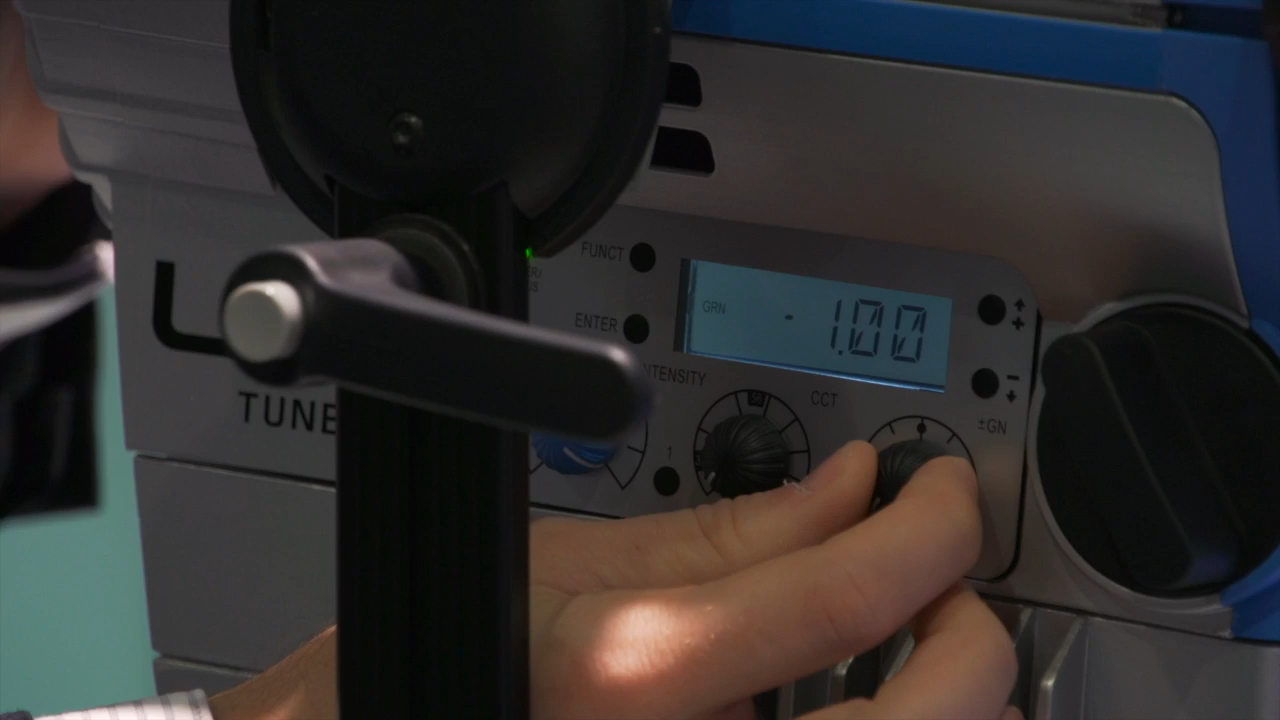 FUNCT
GRN - 1.00
ENTER
INTENSITY
CCT
±GN
1
TUNE